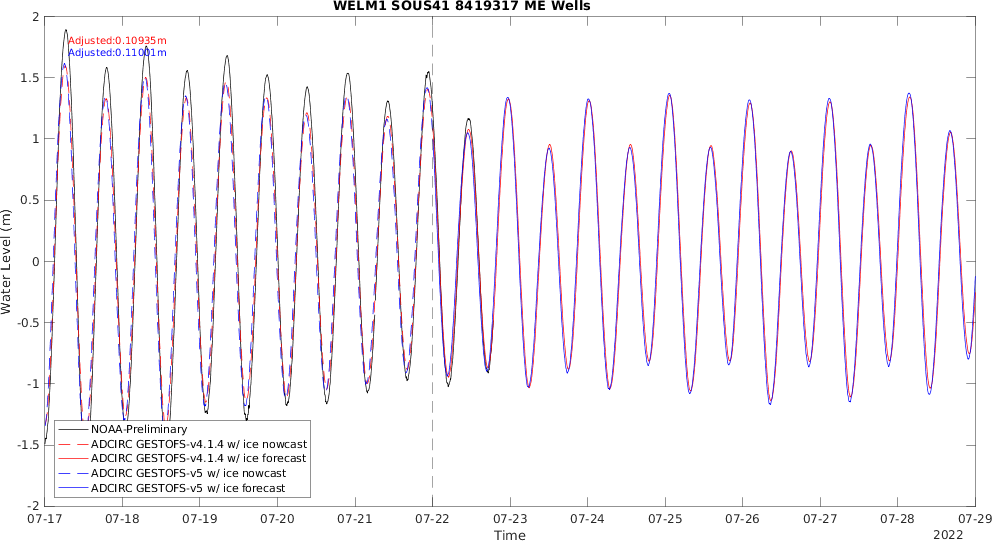 WELM1 SOUS41 8419317 ME Wells
Adjusted:0.10935m
Adjusted:0.11001m
Water Level (m)
2
1.5
1
0.5
0
-0.5
-1
-1.5
-2
NOAA-Preliminary
ADCIRC GESTOFS-v4.1.4 w/ ice nowcast
ADCIRC GESTOFS-v4.1.4 w/ ice forecast
ADCIRC GESTOFS-v5 w/ ice nowcast
ADCIRC GESTOFS-v5 w/ ice forecast
07-17 07-18 07-19 07-20 07-21 07-22 07-23 07-24 07-25 07-26 07-27 07-28 07-29
Time
2022